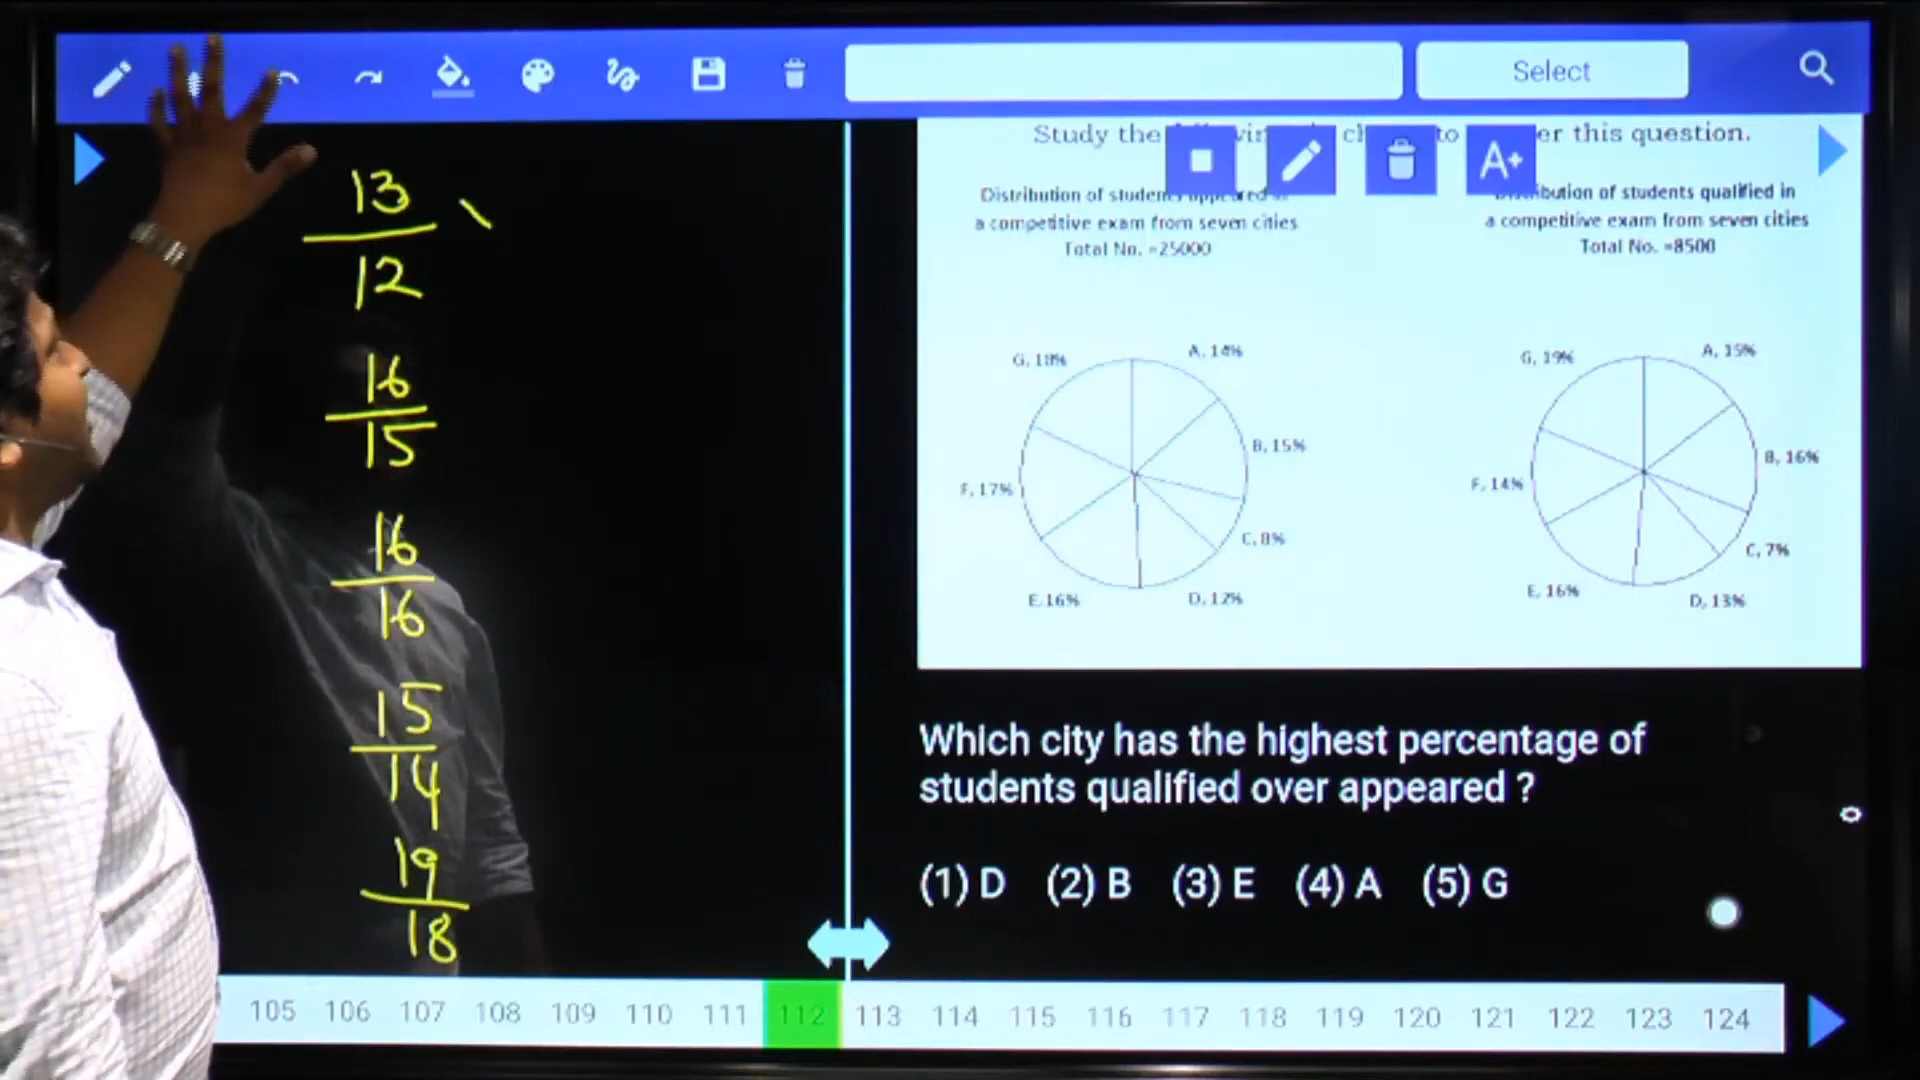 Select
Study the
to
er this question.
A+
Distribution of students appeared
a competitive exam from seven cities
Total No. =25000
bution of students qualified in
a competitive exam from seven cities
Total No. =8500
G, 18%
A, 14%
B, 15%
F, 17%
C, 8%
E, 16%
D, 12%
G, 19%
A, 15%
B, 16%
F, 14%
C, 7%
E, 16%
D, 13%
13
12
16
15
16
16
15
14
19
18
Which city has the highest percentage of
students qualified over appeared ?
(1) D (2) B (3) E (4) A (5) G
105 106 107 108 109 110 111 112 113 114 115 116 117 118 119 120 121 122 123 124